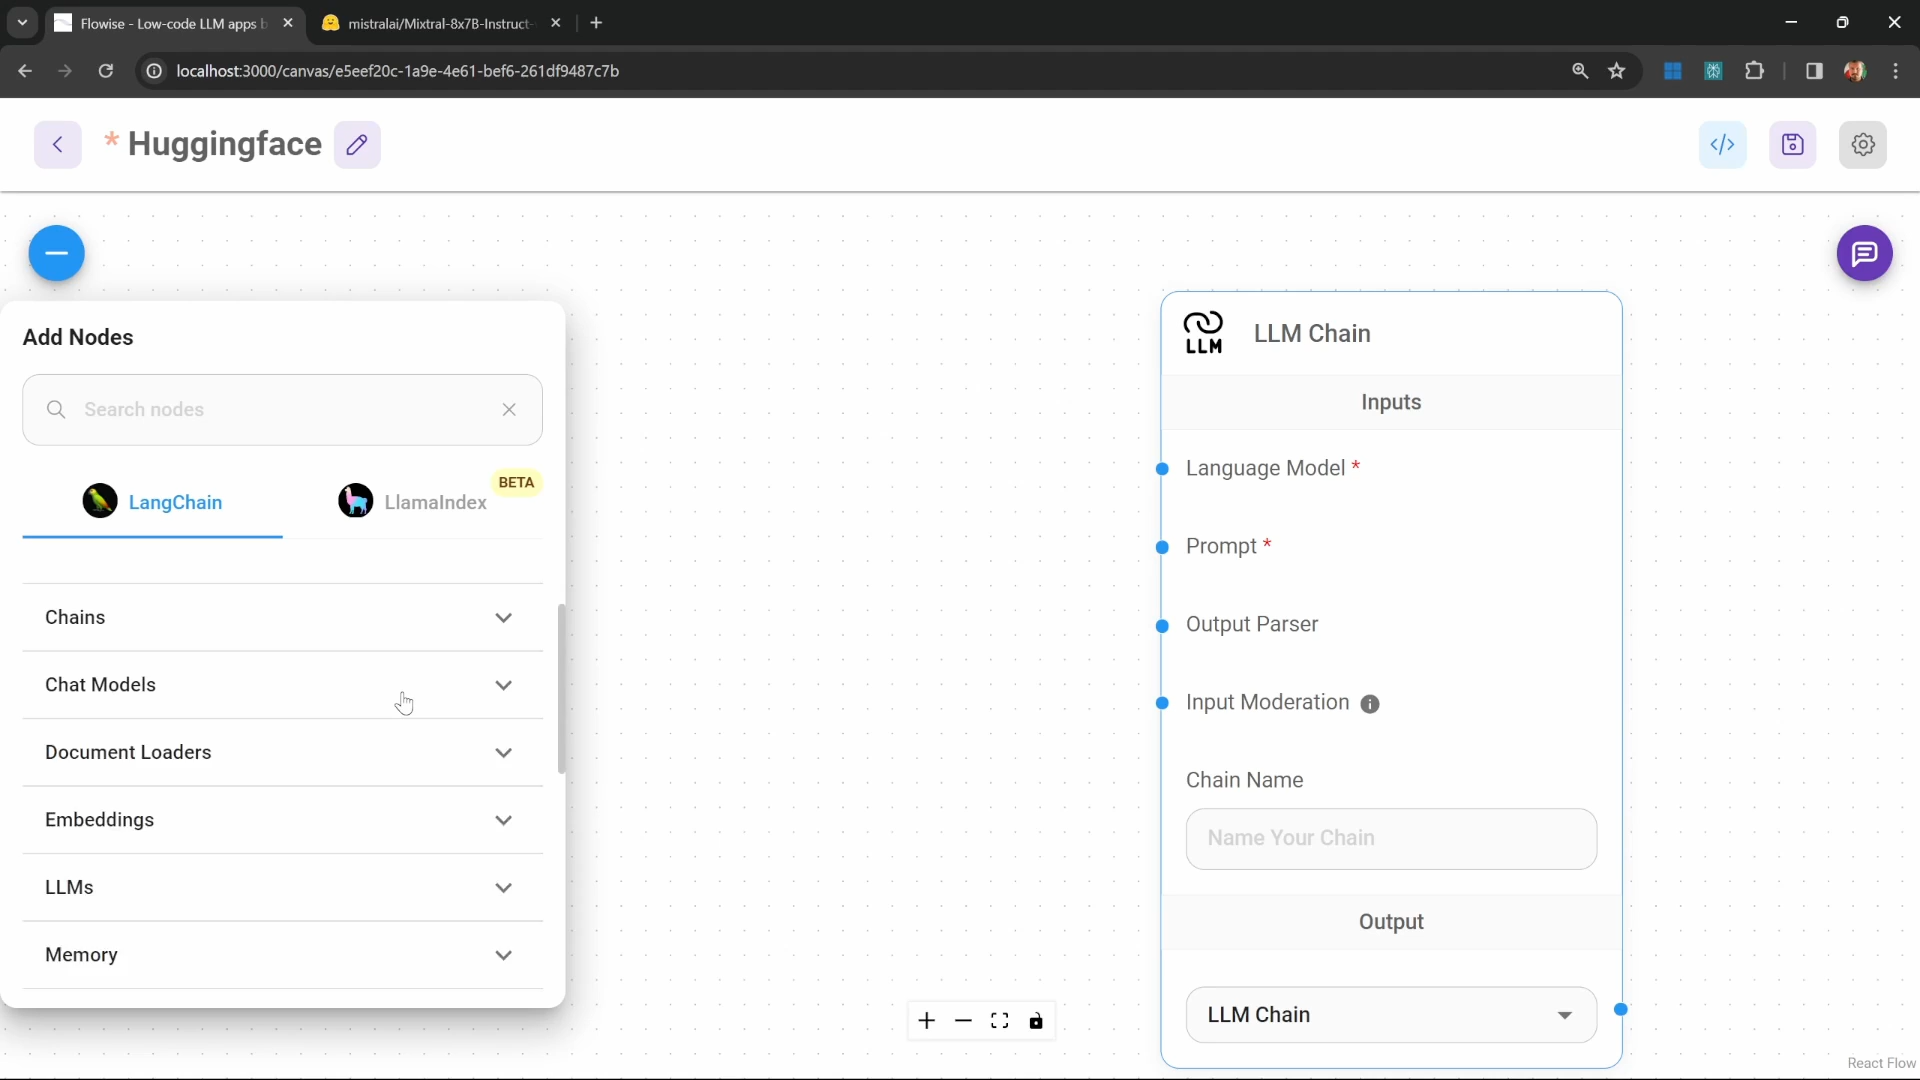 Flowise - Low-code LLM apps b
mistralai/Mixtral-8x7B-Instruct-
localhost:3000/canvas/e5eef20c-1a9e-4e61-bef6-261df9487c7b
* Huggingface
</>
Add Nodes
Search nodes
LangChain
LlamaIndex
BETA
Chains
Chat Models
Document Loaders
Embeddings
LLMs
Memory
LLM
LLM Chain
Inputs
Language Model *
Prompt *
Output Parser
Input Moderation
Chain Name
Name Your Chain
Output
LLM Chain
React Flow